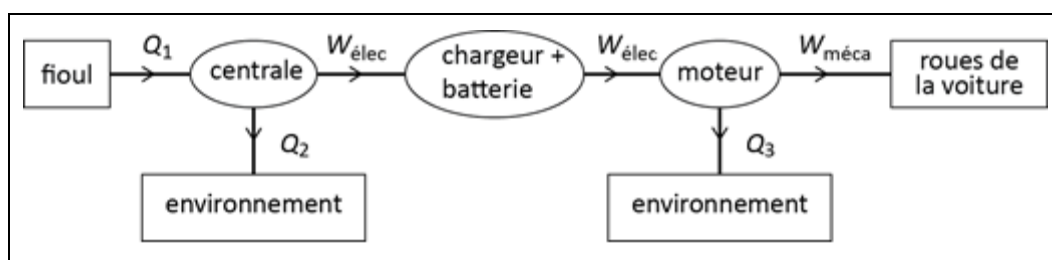 Q1
Wélec
Wélec
Wméca
fioul
centrale
chargeur +
batterie
moteur
roues de
la voiture
Q2
Q3
environnement
environnement